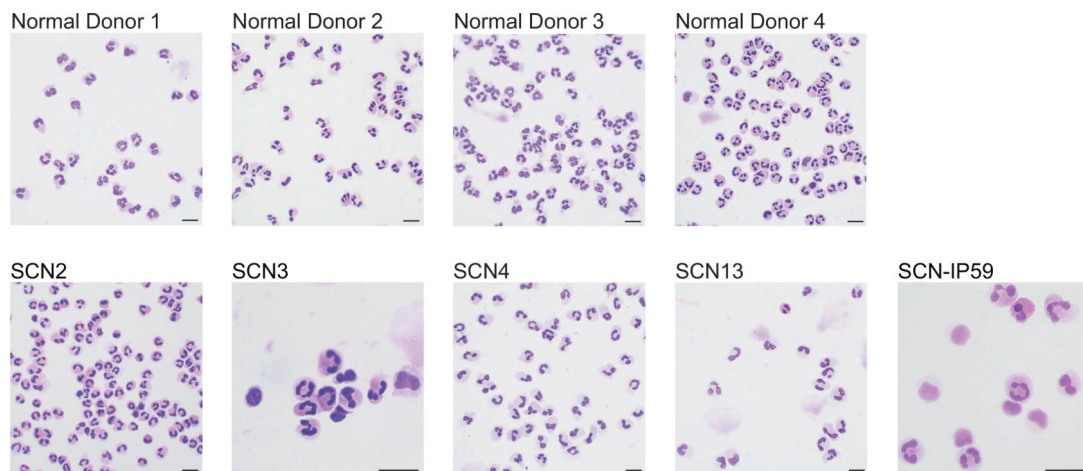 Normal Donor 1 Normal Donor 2 Normal Donor 3 Normal Donor 4
SCN2 SCN3 SCN4 SCN13 SCN-IP59